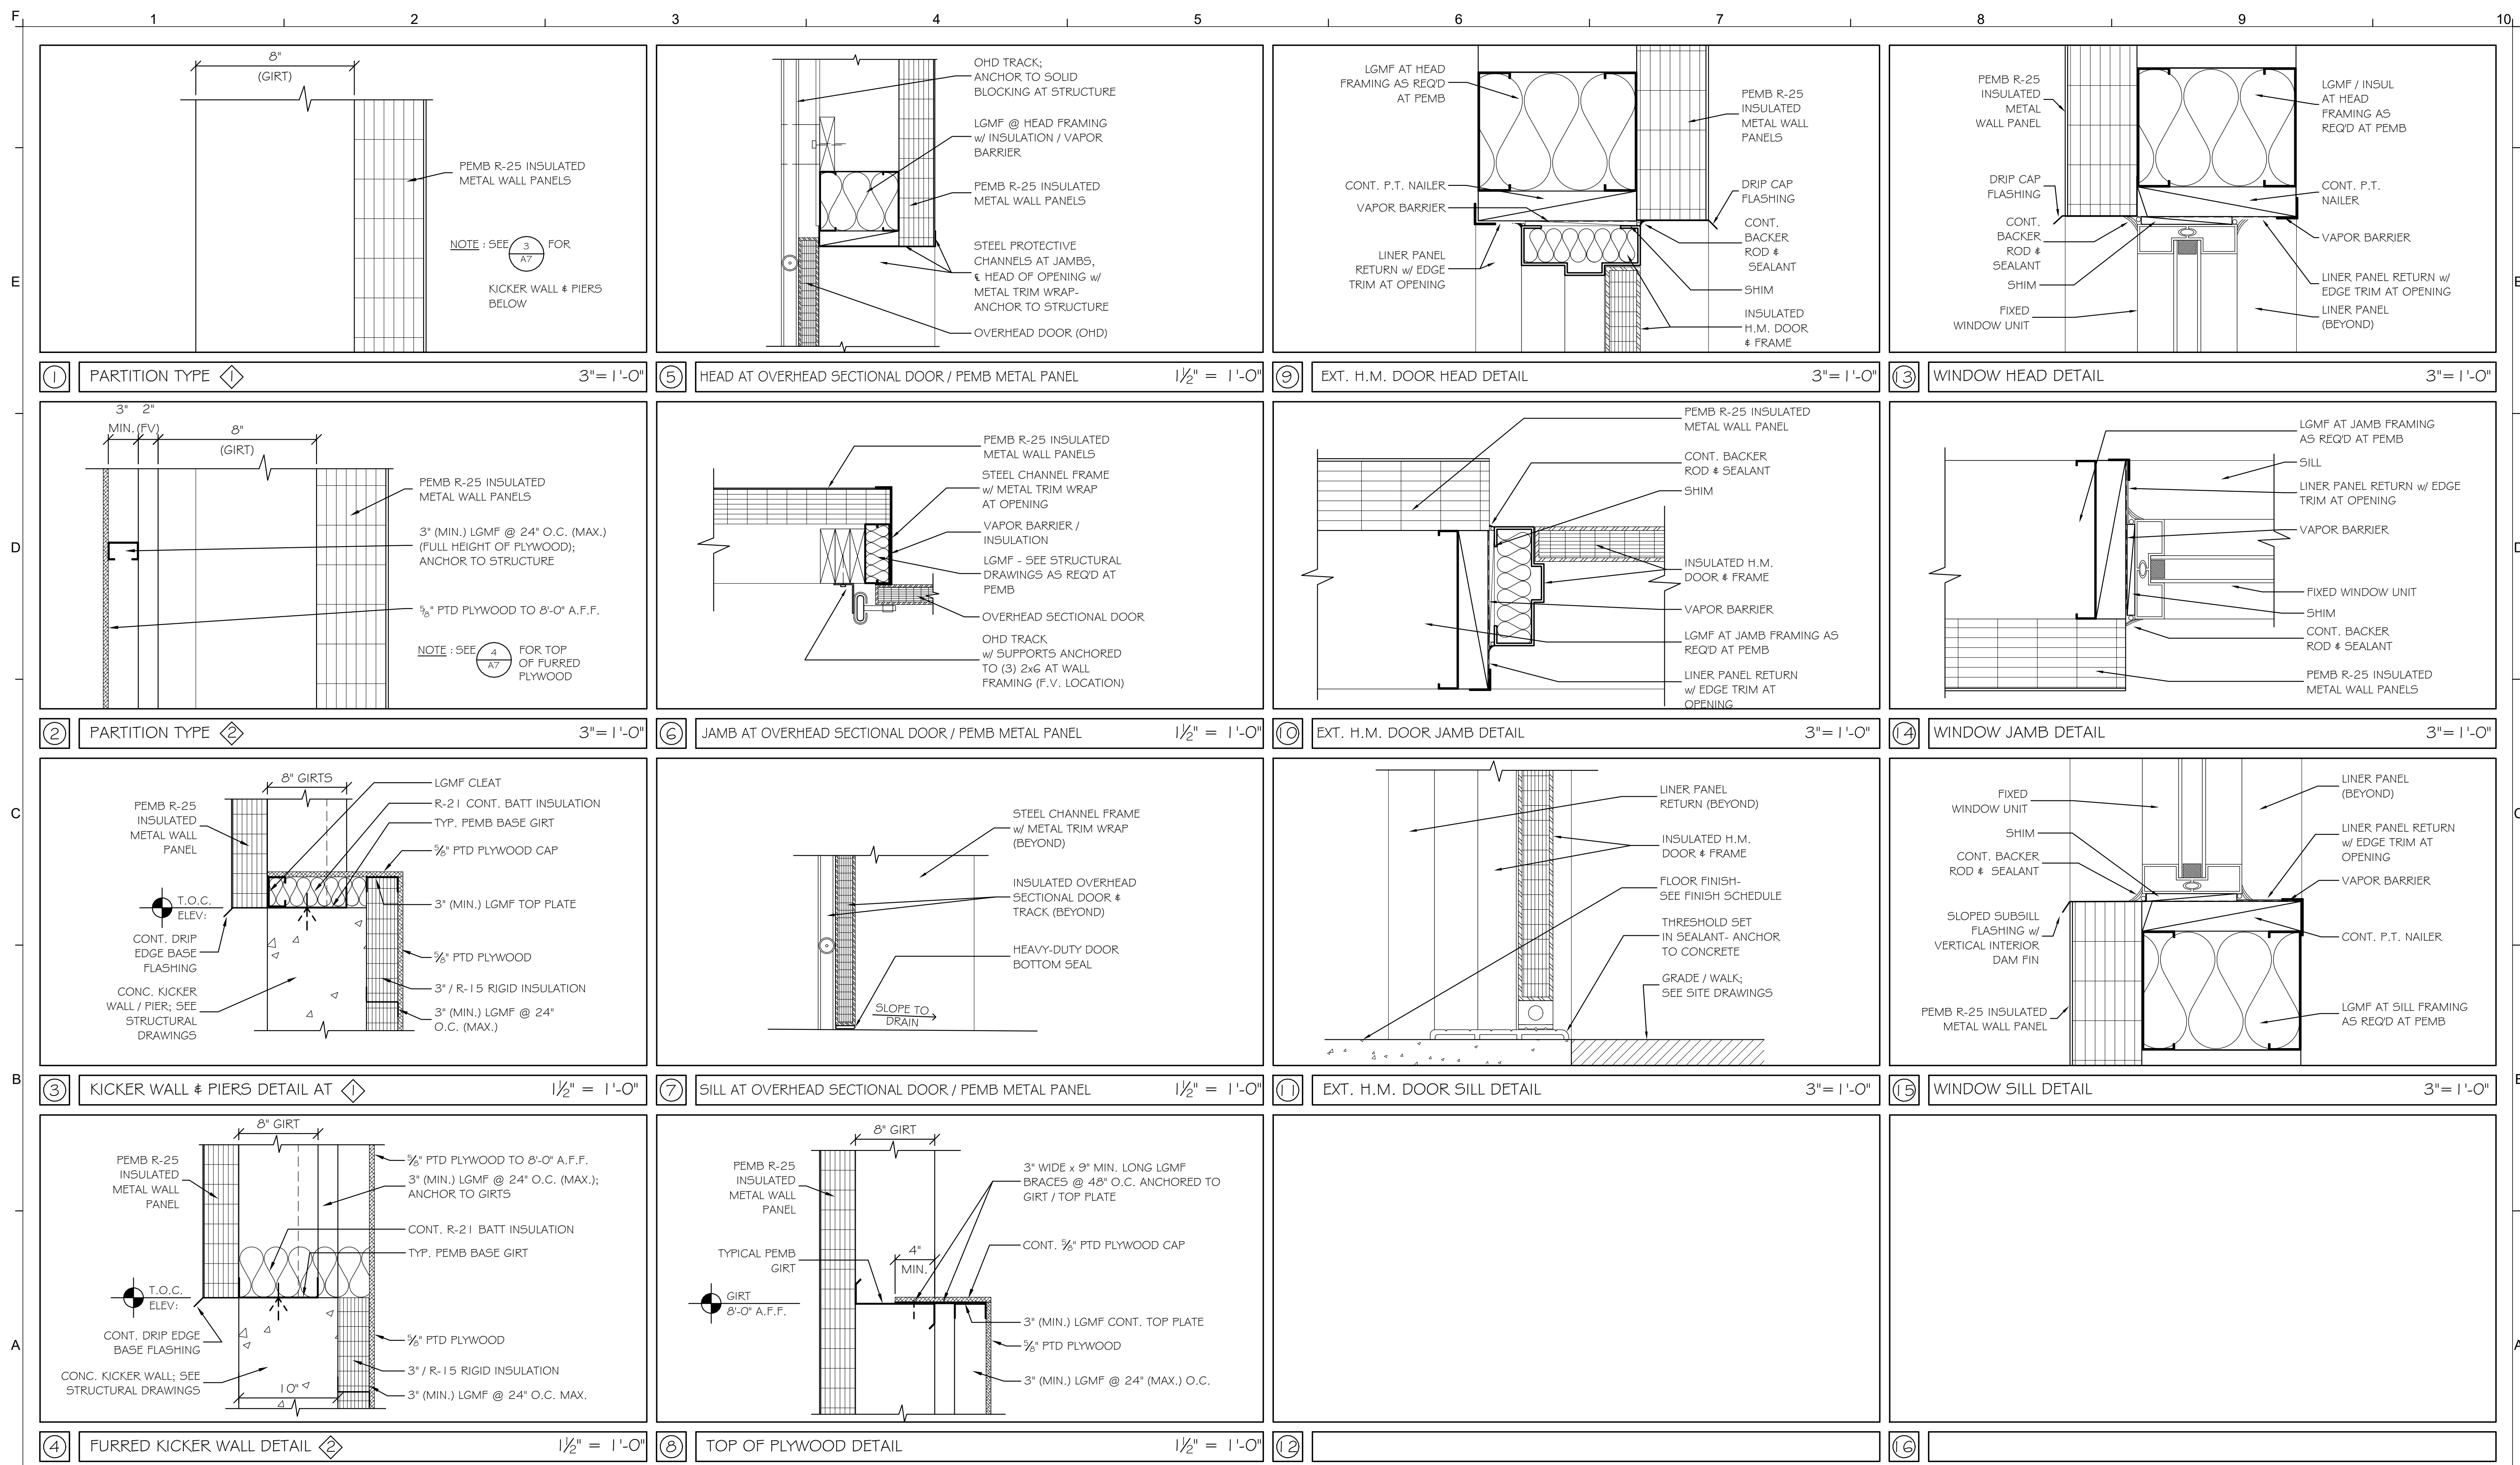 F
1 2 3 4 5 6 7 8 9 10
E
D
C
B
A
8"
(GIRT)
PEMB R-25 INSULATED
METAL WALL PANELS
NOTE : SEE 3 FOR
A7
KICKER WALL & PIERS
BELOW
1 PARTITION TYPE 1 3"=1'-0"
OHD TRACK;
ANCHOR TO SOLID
BLOCKING AT STRUCTURE
LGMF @ HEAD FRAMING
w/ INSULATION / VAPOR
BARRIER
PEMB R-25 INSULATED
METAL WALL PANELS
STEEL PROTECTIVE
CHANNELS AT JAMBS,
& HEAD OF OPENING w/
METAL TRIM WRAP-
ANCHOR TO STRUCTURE
OVERHEAD DOOR (OHD)
5 HEAD AT OVERHEAD SECTIONAL DOOR / PEMB METAL PANEL 1½" = 1'-0"
LGMF AT HEAD
FRAMING AS REQ'D
AT PEMB
CONT. P.T. NAILER
VAPOR BARRIER
LINER PANEL
RETURN w/ EDGE
TRIM AT OPENING
PEMB R-25
INSULATED
METAL WALL
PANELS
DRIP CAP
FLASHING
CONT.
BACKER
ROD &
SEALANT
SHIM
INSULATED
H.M. DOOR
& FRAME
9 EXT. H.M. DOOR HEAD DETAIL 3"=1'-0"
PEMB R-25
INSULATED
METAL
WALL PANEL
DRIP CAP
FLASHING
CONT.
BACKER
ROD &
SEALANT
SHIM
FIXED
WINDOW UNIT
LGMF / INSUL
AT HEAD
FRAMING AS
REQ'D AT PEMB
CONT. P.T.
NAILER
VAPOR BARRIER
LINER PANEL RETURN w/
EDGE TRIM AT OPENING
LINER PANEL
(BEYOND)
13 WINDOW HEAD DETAIL 3"=1'-0"
3" 2"
MIN. (FV) 8"
(GIRT)
PEMB R-25 INSULATED
METAL WALL PANELS
3" (MIN.) LGMF @ 24" O.C. (MAX.)
(FULL HEIGHT OF PLYWOOD);
ANCHOR TO STRUCTURE
⅝" PTD PLYWOOD TO 8'-0" A.F.F.
NOTE : SEE 4 FOR TOP
A7 OF FURRED
PLYWOOD
2 PARTITION TYPE 2 3"=1'-0"
PEMB R-25 INSULATED
METAL WALL PANELS
STEEL CHANNEL FRAME
w/ METAL TRIM WRAP
AT OPENING
VAPOR BARRIER /
INSULATION
LGMF - SEE STRUCTURAL
DRAWINGS AS REQ'D AT
PEMB
OVERHEAD SECTIONAL DOOR
OHD TRACK
w/ SUPPORTS ANCHORED
TO (3) 2x6 AT WALL
FRAMING (F.V. LOCATION)
6 JAMB AT OVERHEAD SECTIONAL DOOR / PEMB METAL PANEL 1½" = 1'-0"
PEMB R-25 INSULATED
METAL WALL PANEL
CONT. BACKER
ROD & SEALANT
SHIM
INSULATED H.M.
DOOR & FRAME
VAPOR BARRIER
LGMF AT JAMB FRAMING AS
REQ'D AT PEMB
LINER PANEL RETURN
w/ EDGE TRIM AT
OPENING
10 EXT. H.M. DOOR JAMB DETAIL 3"=1'-0"
LGMF AT JAMB FRAMING
AS REQ'D AT PEMB
SILL
LINER PANEL RETURN w/ EDGE
TRIM AT OPENING
VAPOR BARRIER
FIXED WINDOW UNIT
SHIM
CONT. BACKER
ROD & SEALANT
PEMB R-25 INSULATED
METAL WALL PANELS
14 WINDOW JAMB DETAIL 3"=1'-0"
8" GIRTS
PEMB R-25
INSULATED
METAL WALL
PANEL
T.O.C.
ELEV:
CONT. DRIP
EDGE BASE
FLASHING
CONC. KICKER
WALL / PIER; SEE
STRUCTURAL
DRAWINGS
LGMF CLEAT
R-21 CONT. BATT INSULATION
TYP. PEMB BASE GIRT
⅝" PTD PLYWOOD CAP
3" (MIN.) LGMF TOP PLATE
⅝" PTD PLYWOOD
3" / R-15 RIGID INSULATION
3" (MIN.) LGMF @ 24"
O.C. (MAX.)
3 KICKER WALL & PIERS DETAIL AT 1 1½" = 1'-0"
STEEL CHANNEL FRAME
w/ METAL TRIM WRAP
(BEYOND)
INSULATED OVERHEAD
SECTIONAL DOOR &
TRACK (BEYOND)
HEAVY-DUTY DOOR
BOTTOM SEAL
SLOPE TO
DRAIN
7 SILL AT OVERHEAD SECTIONAL DOOR / PEMB METAL PANEL 1½" = 1'-0"
LINER PANEL
RETURN (BEYOND)
INSULATED H.M.
DOOR & FRAME
FLOOR FINISH-
SEE FINISH SCHEDULE
THRESHOLD SET
IN SEALANT- ANCHOR
TO CONCRETE
GRADE / WALK;
SEE SITE DRAWINGS
11 EXT. H.M. DOOR SILL DETAIL 3"=1'-0"
FIXED
WINDOW UNIT
SHIM
CONT. BACKER
ROD & SEALANT
SLOPED SUBSILL
FLASHING w/
VERTICAL INTERIOR
DAM FIN
PEMB R-25 INSULATED
METAL WALL PANEL
LINER PANEL
(BEYOND)
LINER PANEL RETURN
w/ EDGE TRIM AT
OPENING
VAPOR BARRIER
CONT. P.T. NAILER
LGMF AT SILL FRAMING
AS REQ'D AT PEMB
15 WINDOW SILL DETAIL 3"=1'-0"
8" GIRT
PEMB R-25
INSULATED
METAL WALL
PANEL
T.O.C.
ELEV:
CONT. DRIP EDGE
BASE FLASHING
CONC. KICKER WALL; SEE
STRUCTURAL DRAWINGS
10"
⅝" PTD PLYWOOD TO 8'-0" A.F.F.
3" (MIN.) LGMF @ 24" O.C. (MAX.);
ANCHOR TO GIRTS
CONT. R-21 BATT INSULATION
TYP. PEMB BASE GIRT
⅝" PTD PLYWOOD
3" / R-15 RIGID INSULATION
3" (MIN.) LGMF @ 24" O.C. MAX.
4 FURRED KICKER WALL DETAIL 2 1½" = 1'-0"
8" GIRT
PEMB R-25
INSULATED
METAL WALL
PANEL
TYPICAL PEMB
GIRT
GIRT
8'-0" A.F.F.
4"
MIN.
3" WIDE x 9" MIN. LONG LGMF
BRACES @ 48" O.C. ANCHORED TO
GIRT / TOP PLATE
CONT. ⅝" PTD PLYWOOD CAP
3" (MIN.) LGMF CONT. TOP PLATE
⅝" PTD PLYWOOD
3" (MIN.) LGMF @ 24" (MAX.) O.C.
8 TOP OF PLYWOOD DETAIL 1½" = 1'-0"
12
16